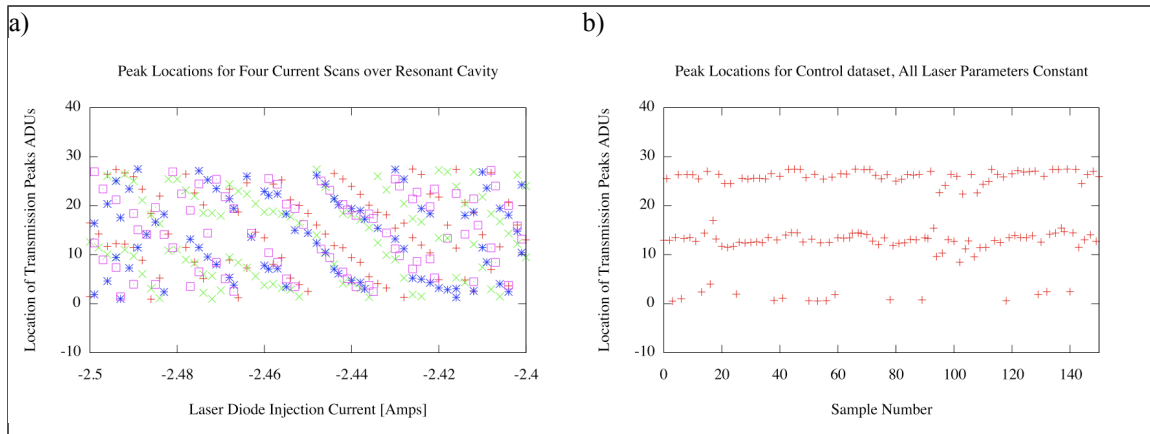 a)
Peak Locations for Four Current Scans over Resonant Cavity
Location of Transmission Peaks ADUs
40
30
20
10
0
-10
-2.5 -2.48 -2.46 -2.44 -2.42 -2.4
Laser Diode Injection Current [Amps]
b)
Peak Locations for Control dataset, All Laser Parameters Constant
Location of Transmission Peaks ADUs
40
30
20
10
0
-10
0 20 40 60 80 100 120 140
Sample Number